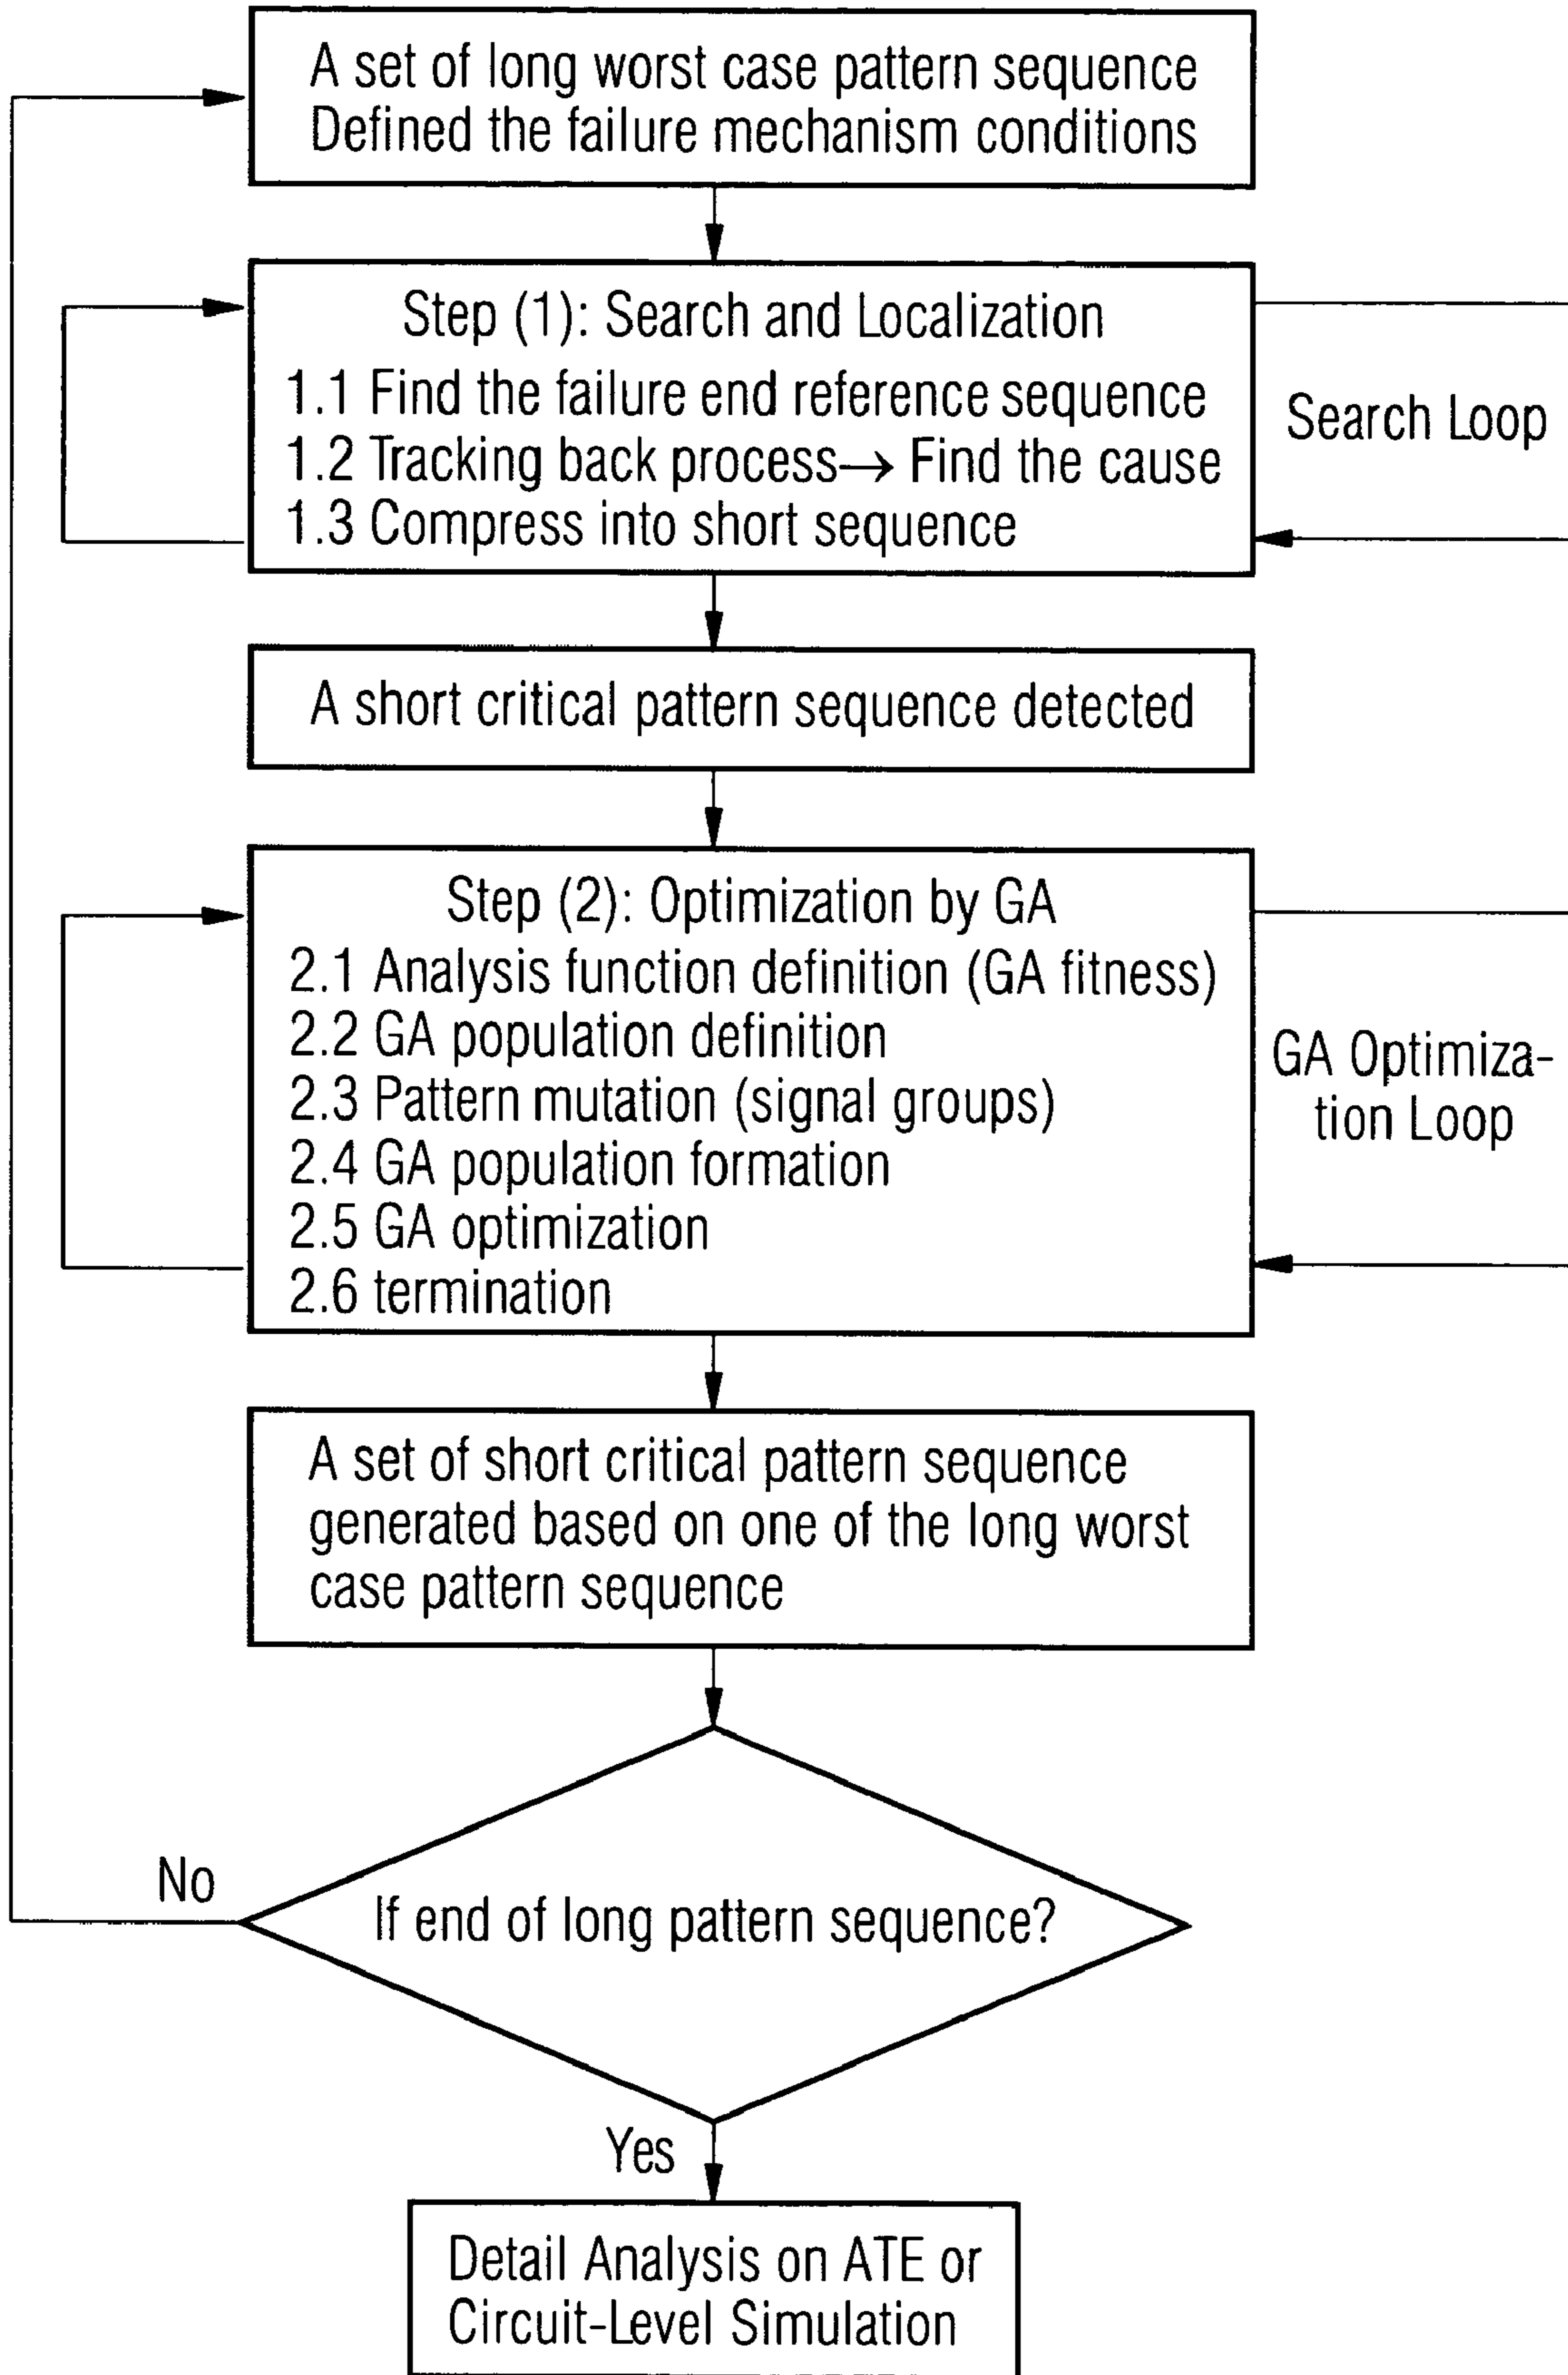 A set of long worst case pattern sequence
Defined the failure mechanism conditions
Step (1): Search and Localization
1.1 Find the failure end reference sequence
1.2 Tracking back process→ Find the cause
1.3 Compress into short sequence
Search Loop
A short critical pattern sequence detected
Step (2): Optimization by GA
2.1 Analysis function definition (GA fitness)
2.2 GA population definition
2.3 Pattern mutation (signal groups)
2.4 GA population formation
2.5 GA optimization
2.6 termination
GA Optimiza-
tion Loop
A set of short critical pattern sequence
generated based on one of the long worst
case pattern sequence
No
If end of long pattern sequence?
Yes
Detail Analysis on ATE or
Circuit-Level Simulation